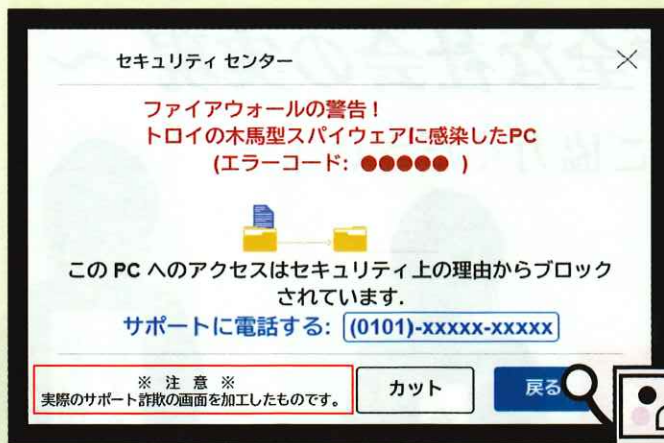 セキュリティ センター
ファイアウォールの警告！
トロイの木馬型スパイウェアに感染したPC
(エラーコード: ●●●●● )
この PC へのアクセスはセキュリティ上の理由からブロック
されています.
サポートに電話する: (0101)-xxxxx-xxxxx
※ 注 意 ※
実際のサポート詐欺の画面を加工したものです。
カット
戻る